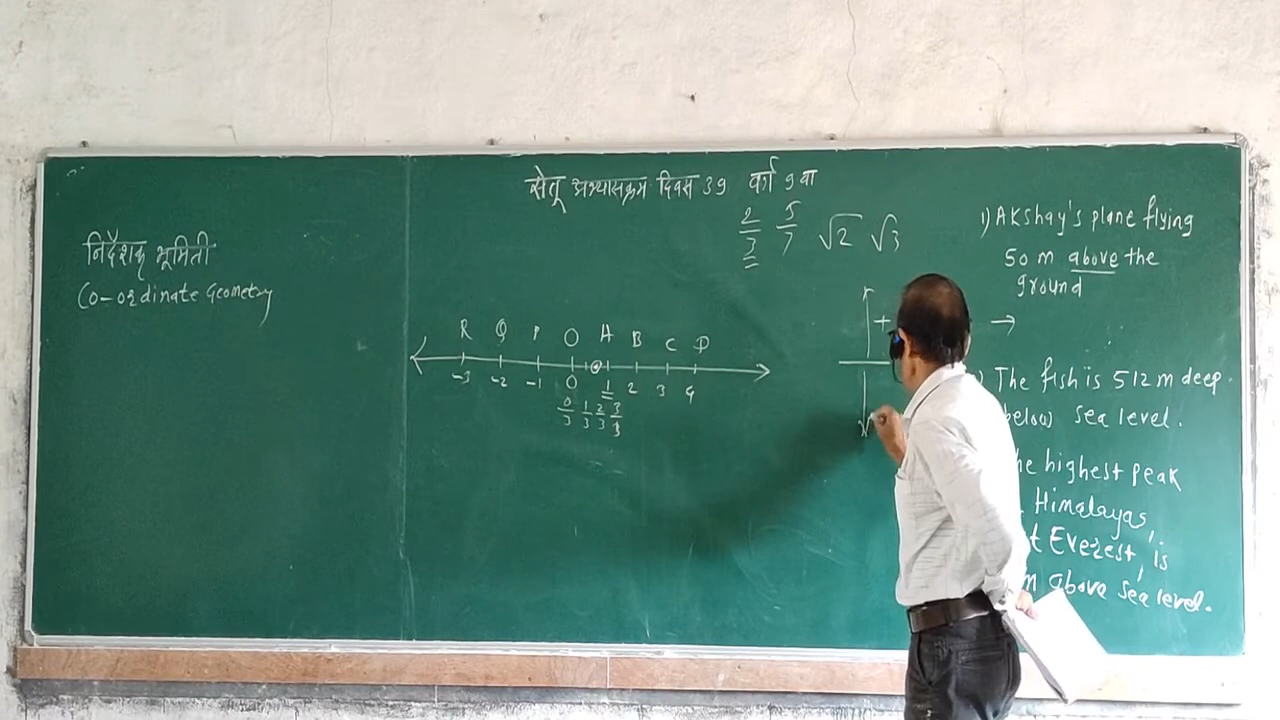 सेतू अभ्यासक्रम दिवस 39 वर्ग 9 वा
निर्देशक भूमिती
Co-ordinate Geometry
2/3 5/7 √2 √3
R Q P O A B C D
-3 -2 -1 0 1 2 3 4
0/3 1/3 2/3 3/3
+
1) Akshay's plane flying
50 m above the
ground
) The fish is 512 m deep
below sea level.
highest peak
Himalayas,
Everest, is
m above sea level.